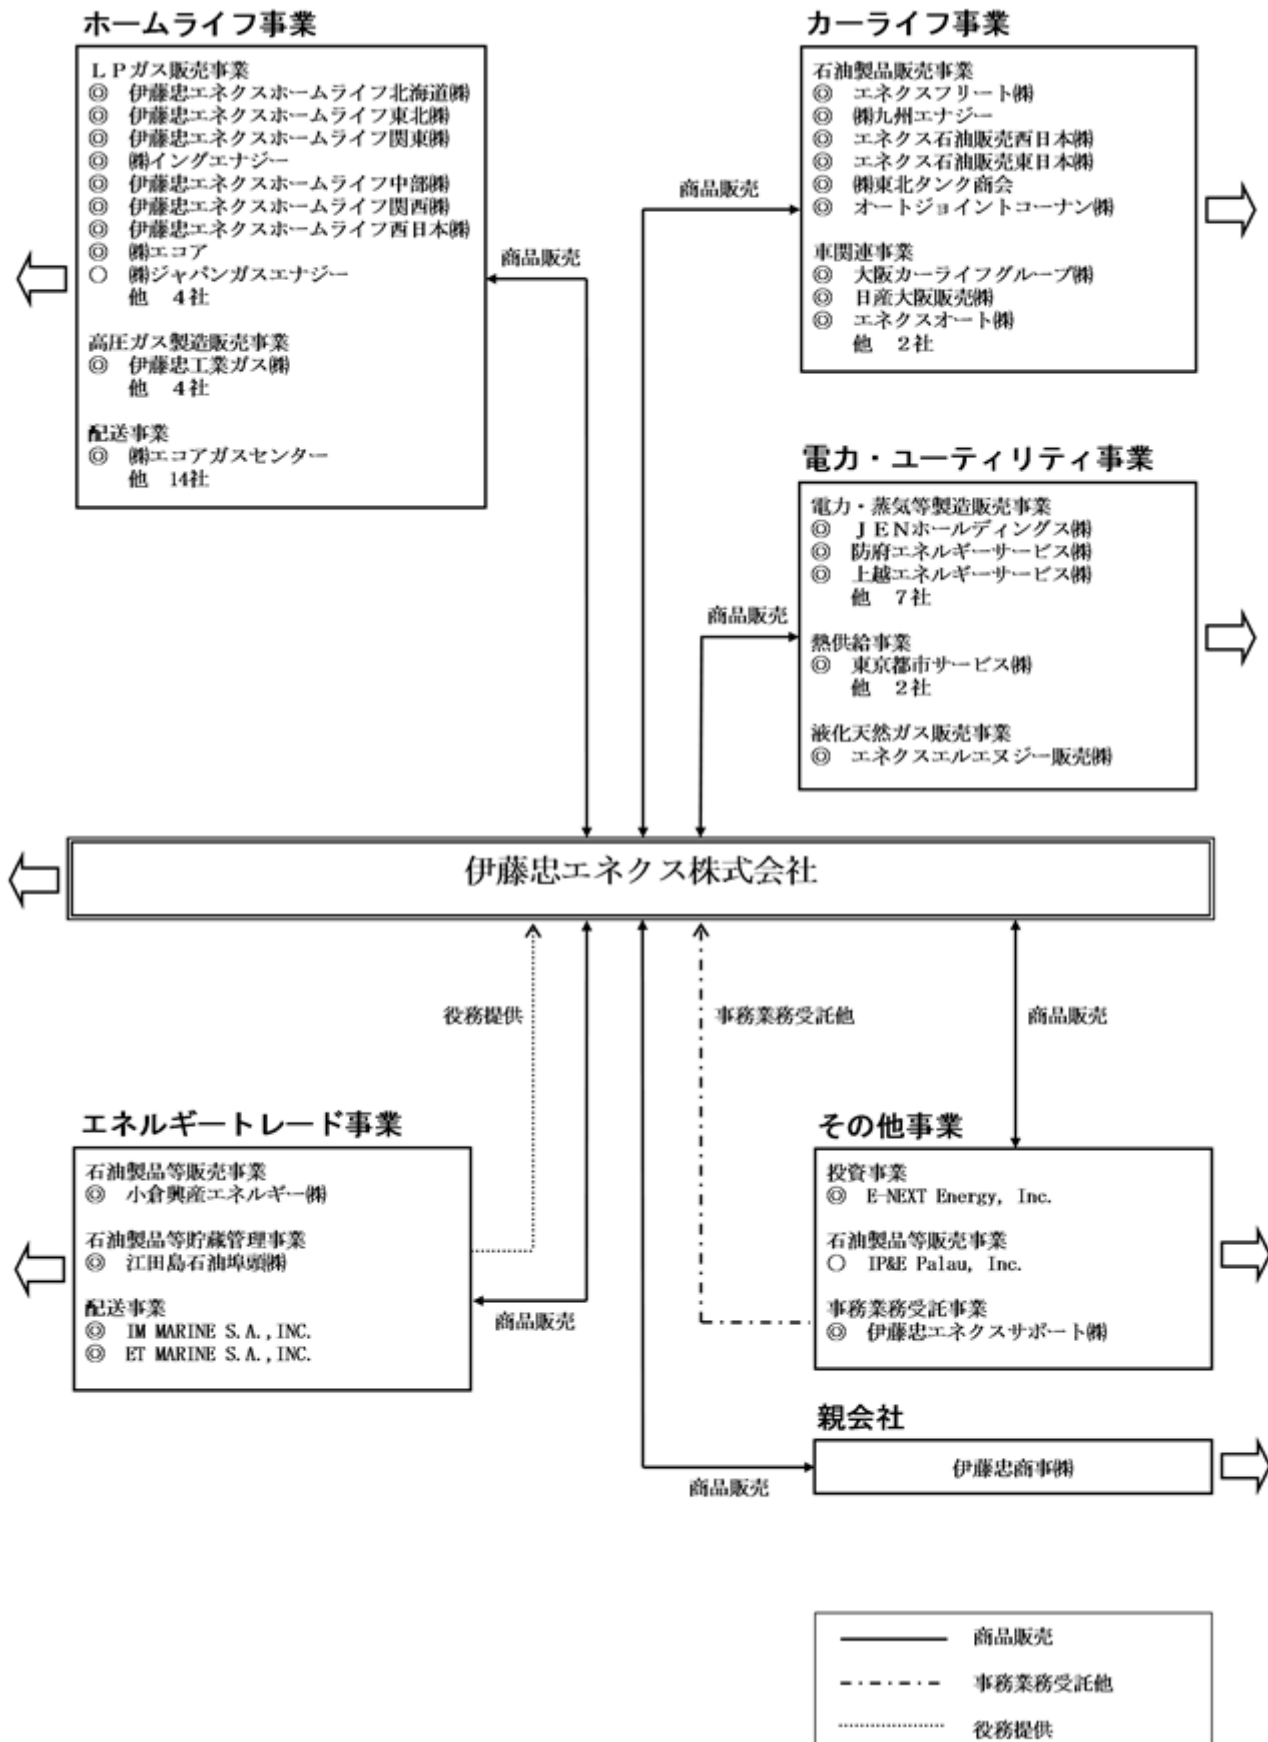 ホームライフ事業
ＬＰガス販売事業
◎ 伊藤忠エネクスホームライフ北海道㈱
◎ 伊藤忠エネクスホームライフ東北㈱
◎ 伊藤忠エネクスホームライフ関東㈱
◎ ㈱イングエナジー
◎ 伊藤忠エネクスホームライフ中部㈱
◎ 伊藤忠エネクスホームライフ関西㈱
◎ 伊藤忠エネクスホームライフ西日本㈱
◎ ㈱エコア
○ ㈱ジャパンガスエナジー
他 4社
高圧ガス製造販売事業
◎ 伊藤忠工業ガス㈱
他 4社
配送事業
◎ ㈱エコアガスセンター
他 14社
商品販売
カーライフ事業
石油製品販売事業
◎ エネクスフリート㈱
◎ ㈱九州エナジー
◎ エネクス石油販売西日本㈱
◎ エネクス石油販売東日本㈱
◎ ㈱東北タンク商会
◎ オートジョイントコーナン㈱
車関連事業
◎ 大阪カーライフグループ㈱
◎ 日産大阪販売㈱
◎ エネクスオート㈱
他 2社
商品販売
電力・ユーティリティ事業
電力・蒸気等製造販売事業
◎ ＪＥＮホールディングス㈱
◎ 防府エネルギーサービス㈱
◎ 上越エネルギーサービス㈱
他 7社
熱供給事業
◎ 東京都市サービス㈱
他 2社
液化天然ガス販売事業
◎ エネクスエルエヌジー販売㈱
商品販売
伊藤忠エネクス株式会社
役務提供
事務業務受託他
商品販売
エネルギートレード事業
石油製品等販売事業
◎ 小倉興産エネルギー㈱
石油製品等貯蔵管理事業
◎ 江田島石油埠頭㈱
配送事業
◎ IM MARINE S.A.,INC.
◎ ET MARINE S.A.,INC.
商品販売
その他事業
投資事業
◎ E-NEXT Energy, Inc.
石油製品等販売事業
○ IP&E Palau, Inc.
事務業務受託事業
◎ 伊藤忠エネクスサポート㈱
親会社
伊藤忠商事㈱
商品販売
商品販売
事務業務受託他
役務提供